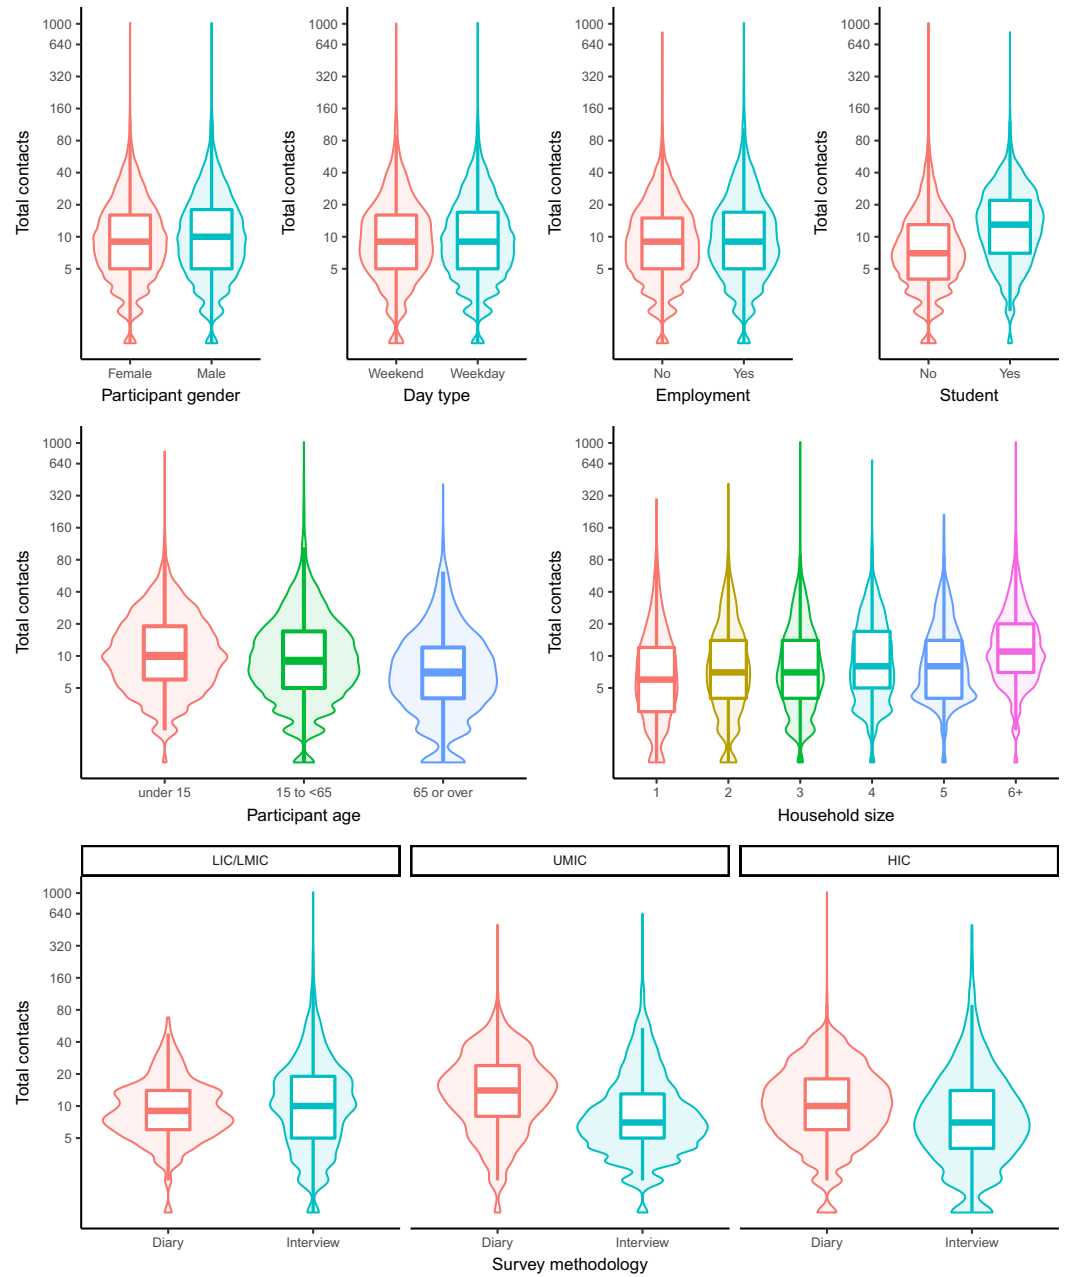 Total contacts
1000
640
320
160
80
40
20
10
5
Female Male
Participant gender
Total contacts
1000
640
320
160
80
40
20
10
5
Weekend Weekday
Day type
Total contacts
1000
640
320
160
80
40
20
10
5
No Yes
Employment
Total contacts
1000
640
320
160
80
40
20
10
5
No Yes
Student
Total contacts
1000
640
320
160
80
40
20
10
5
under 15 15 to <65 65 or over
Participant age
Total contacts
1000
640
320
160
80
40
20
10
5
1 2 3 4 5 6+
Household size
LIC/LMIC UMIC HIC
Total contacts
1000
640
320
160
80
40
20
10
5
Diary Interview Diary Interview Diary Interview
Survey methodology